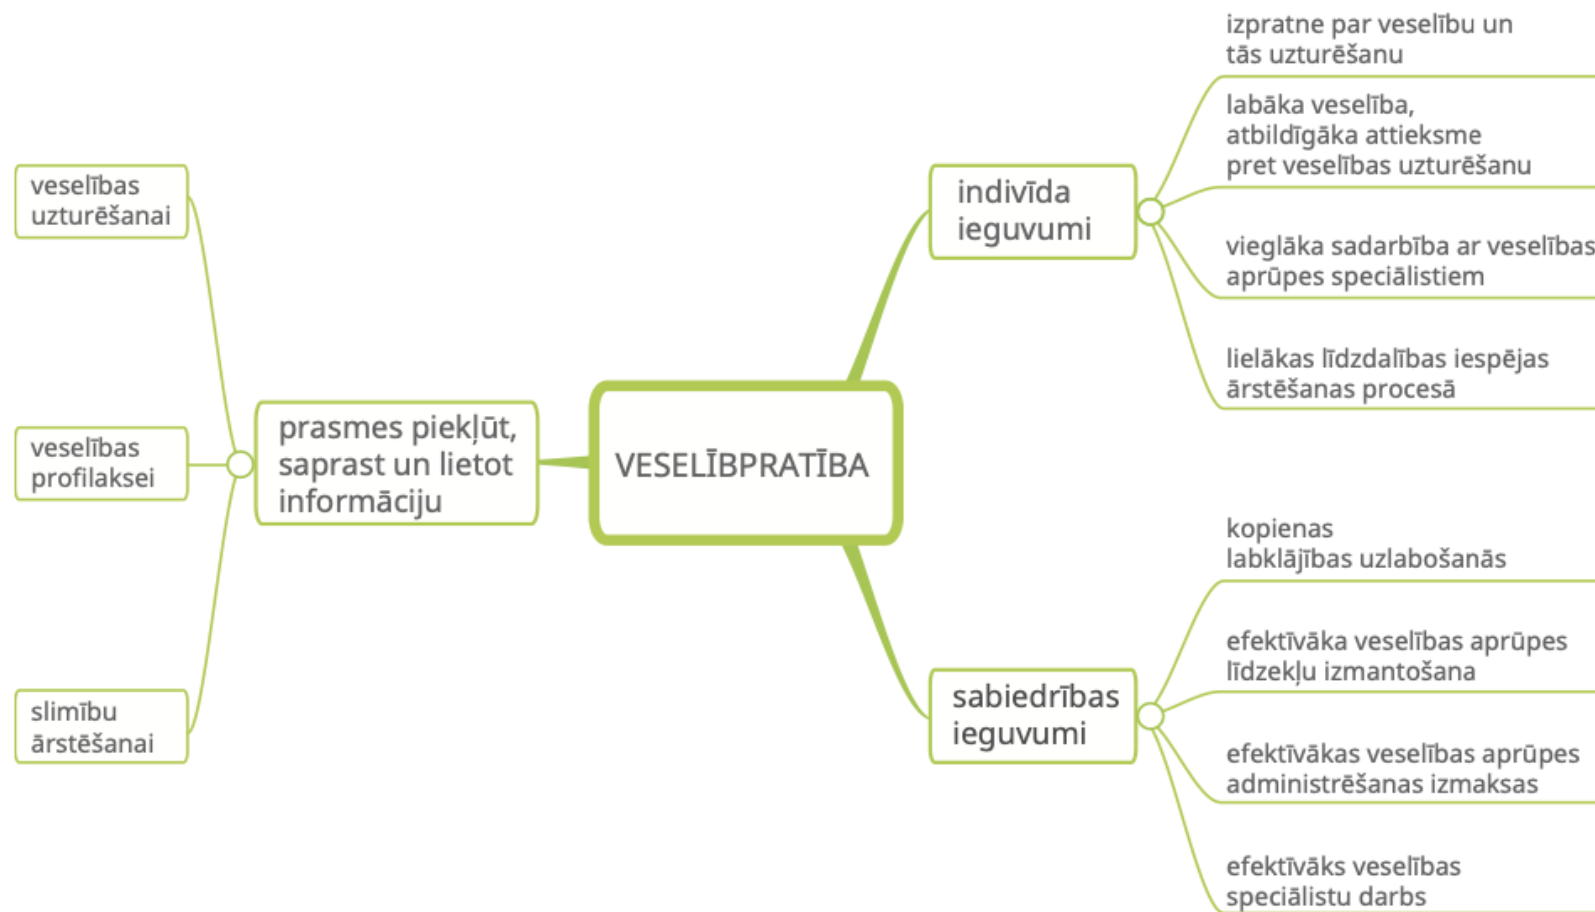 VESELĪBPRATĪBA
prasmes piekļūt,
saprast un lietot
informāciju
veselības
uzturēšanai
veselības
profilaksei
slimību
ārstēšanai
indivīda
ieguvumi
izpratne par veselību un
tās uzturēšanu
labāka veselība,
atbildīgāka attieksme
pret veselības uzturēšanu
vieglāka sadarbība ar veselības
aprūpes speciālistiem
lielākas līdzdalības iespējas
ārstēšanas procesā
sabiedrības
ieguvumi
kopienas
labklājības uzlabošanās
efektīvāka veselības aprūpes
līdzekļu izmantošana
efektīvākas veselības aprūpes
administrēšanas izmaksas
efektīvāks veselības
speciālistu darbs